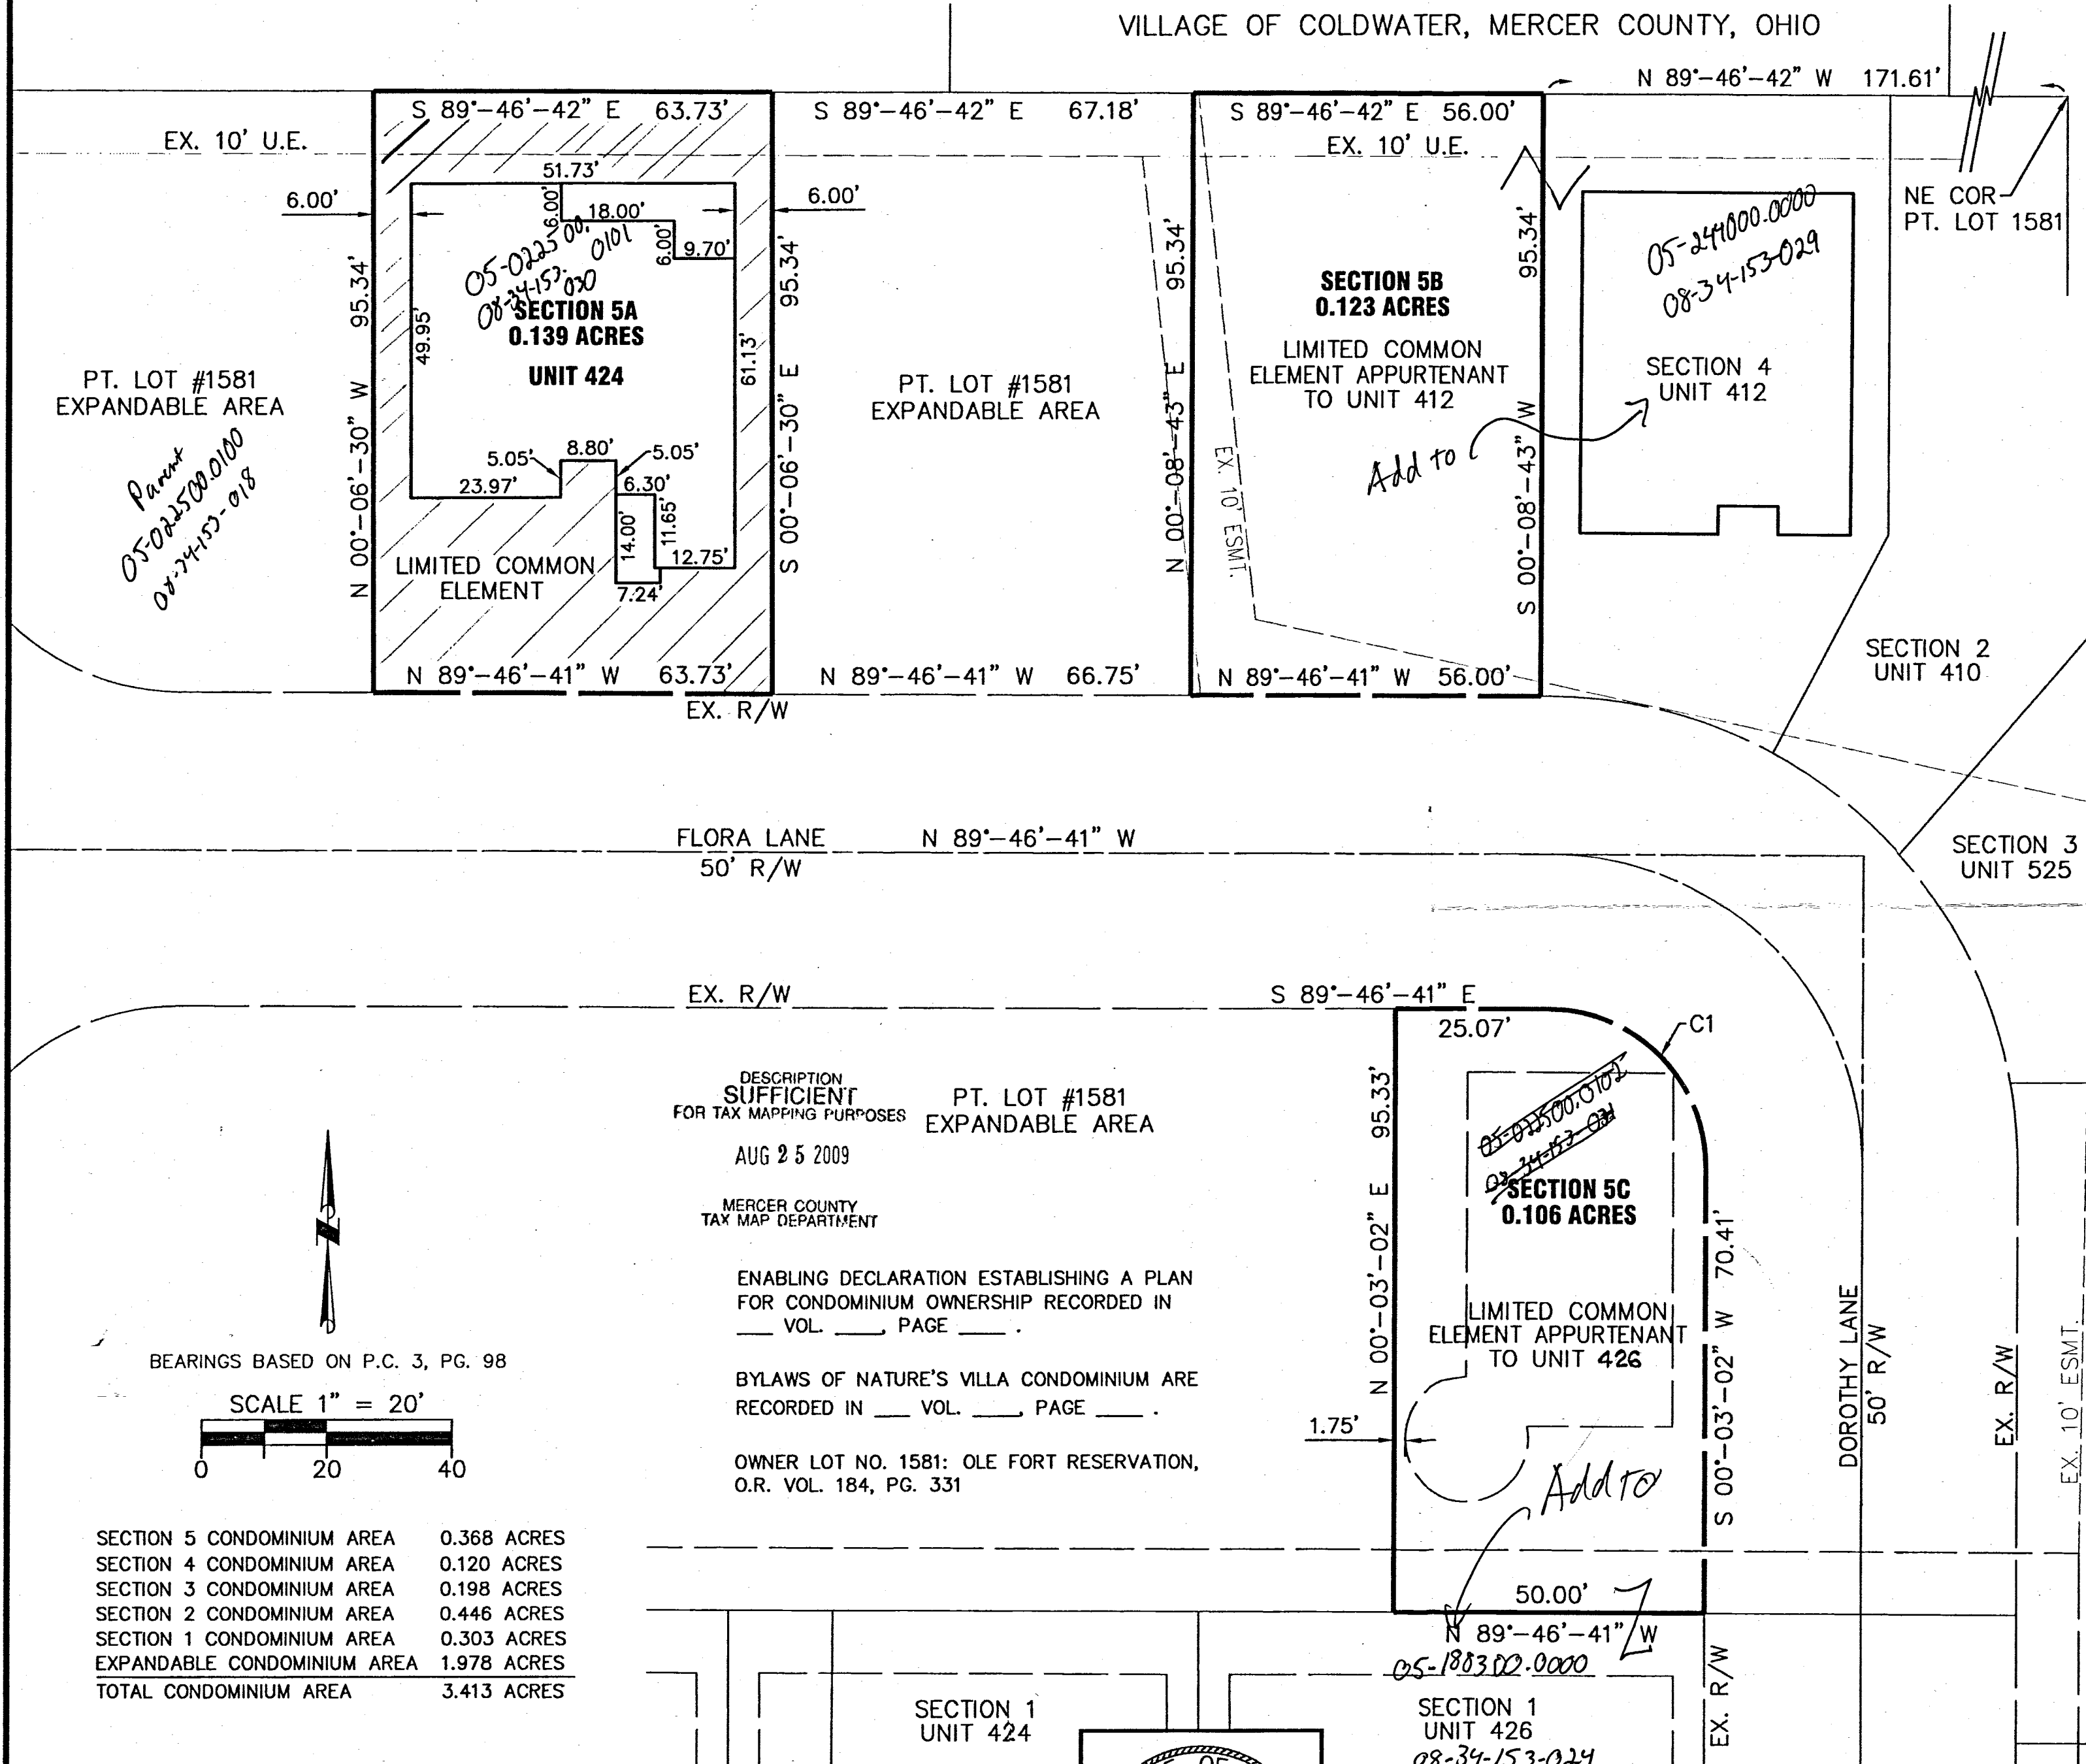 VILLAGE OF COLDWATER, MERCER COUNTY, OHIO
N 89°-46'-42" W 171.61'
S 89°-46'-42" E 63.73'
S 89°-46'-42" E 67.18'
S 89°-46'-42" E 56.00'
EX. 10' U.E.
EX. 10' U.E.
NE COR
PT. LOT 1581
6.00'
51.73'
6.00'
18.00'
6.00'
9.70'
6.00'
05-022500.
0101
08-34-153-
030
SECTION 5A
0.139 ACRES
UNIT 424
95.34'
N 00°-06'-30" W
49.95'
61.13'
95.34'
S 00°-06'-30" E
5.05'
8.80'
5.05'
23.97'
6.30'
14.00'
11.65'
12.75'
7.24'
LIMITED COMMON
ELEMENT
N 89°-46'-41" W 63.73'
EX. R/W
PT. LOT #1581
EXPANDABLE AREA
Parent
05-022500.0100
08-34-153-018
PT. LOT #1581
EXPANDABLE AREA
N 89°-46'-41" W 66.75'
95.34'
N 00°-08'-43" E
EX. 10' ESMT.
SECTION 5B
0.123 ACRES
LIMITED COMMON
ELEMENT APPURTENANT
TO UNIT 412
Add to
95.34'
S 00°-08'-43" W
N 89°-46'-41" W 56.00'
05-244000.0000
08-34-153-029
SECTION 4
UNIT 412
SECTION 2
UNIT 410
SECTION 3
UNIT 525
FLORA LANE N 89°-46'-41" W
50' R/W
EX. R/W
S 89°-46'-41" E
25.07'
C1
05-022500.0102
08-34-153-031
SECTION 5C
0.106 ACRES
LIMITED COMMON
ELEMENT APPURTENANT
TO UNIT 426
95.33'
N 00°-03'-02" E
1.75'
70.41'
S 00°-03'-02" W
Add to
50.00'
N 89°-46'-41" W
05-188300.0000
DOROTHY LANE
50' R/W
EX. R/W
EX. 10' ESMT.
EX. R/W
DESCRIPTION
SUFFICIENT
FOR TAX MAPPING PURPOSES
AUG 25 2009
MERCER COUNTY
TAX MAP DEPARTMENT
PT. LOT #1581
EXPANDABLE AREA
ENABLING DECLARATION ESTABLISHING A PLAN
FOR CONDOMINIUM OWNERSHIP RECORDED IN
___ VOL. ____, PAGE ____ .
BYLAWS OF NATURE'S VILLA CONDOMINIUM ARE
RECORDED IN ___ VOL. ____, PAGE ____ .
OWNER LOT NO. 1581: OLE FORT RESERVATION,
O.R. VOL. 184, PG. 331
N
BEARINGS BASED ON P.C. 3, PG. 98
SCALE 1" = 20'
0 20 40
SECTION 5 CONDOMINIUM AREA 0.368 ACRES
SECTION 4 CONDOMINIUM AREA 0.120 ACRES
SECTION 3 CONDOMINIUM AREA 0.198 ACRES
SECTION 2 CONDOMINIUM AREA 0.446 ACRES
SECTION 1 CONDOMINIUM AREA 0.303 ACRES
EXPANDABLE CONDOMINIUM AREA 1.978 ACRES
TOTAL CONDOMINIUM AREA 3.413 ACRES
SECTION 1
UNIT 424
SECTION 1
UNIT 426
08-34-153-024